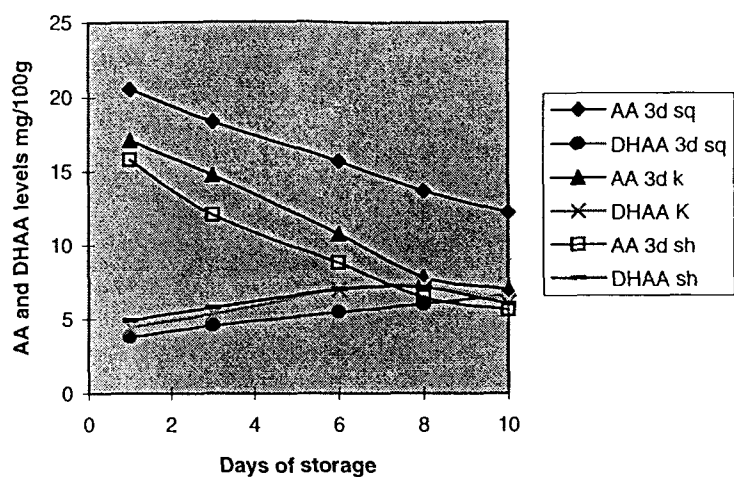 25
20
15
10
5
0
0 2 4 6 8 10
AA and DHAA levels mg/100g
Days of storage
AA 3d sq
DHAA 3d sq
AA 3d k
DHAA K
AA 3d sh
DHAA sh